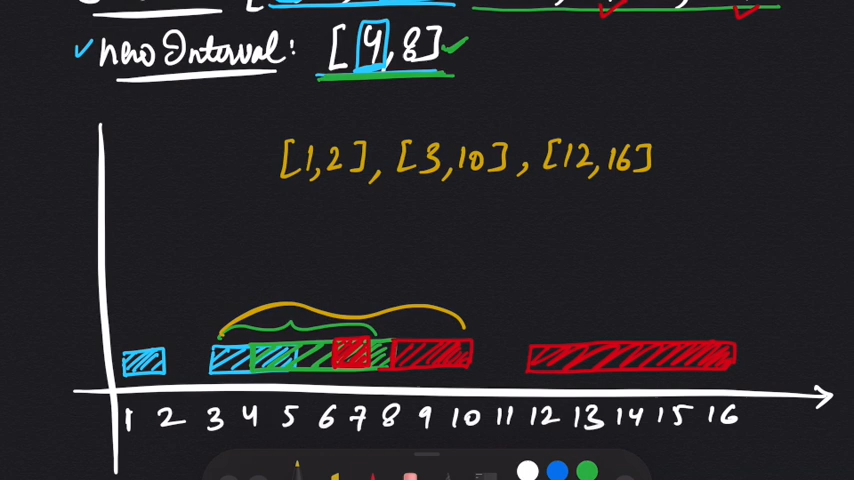 new Interval: [4,8]
[1,2], [3,10], [12,16]
1 2 3 4 5 6 7 8 9 10 11 12 13 14 15 16